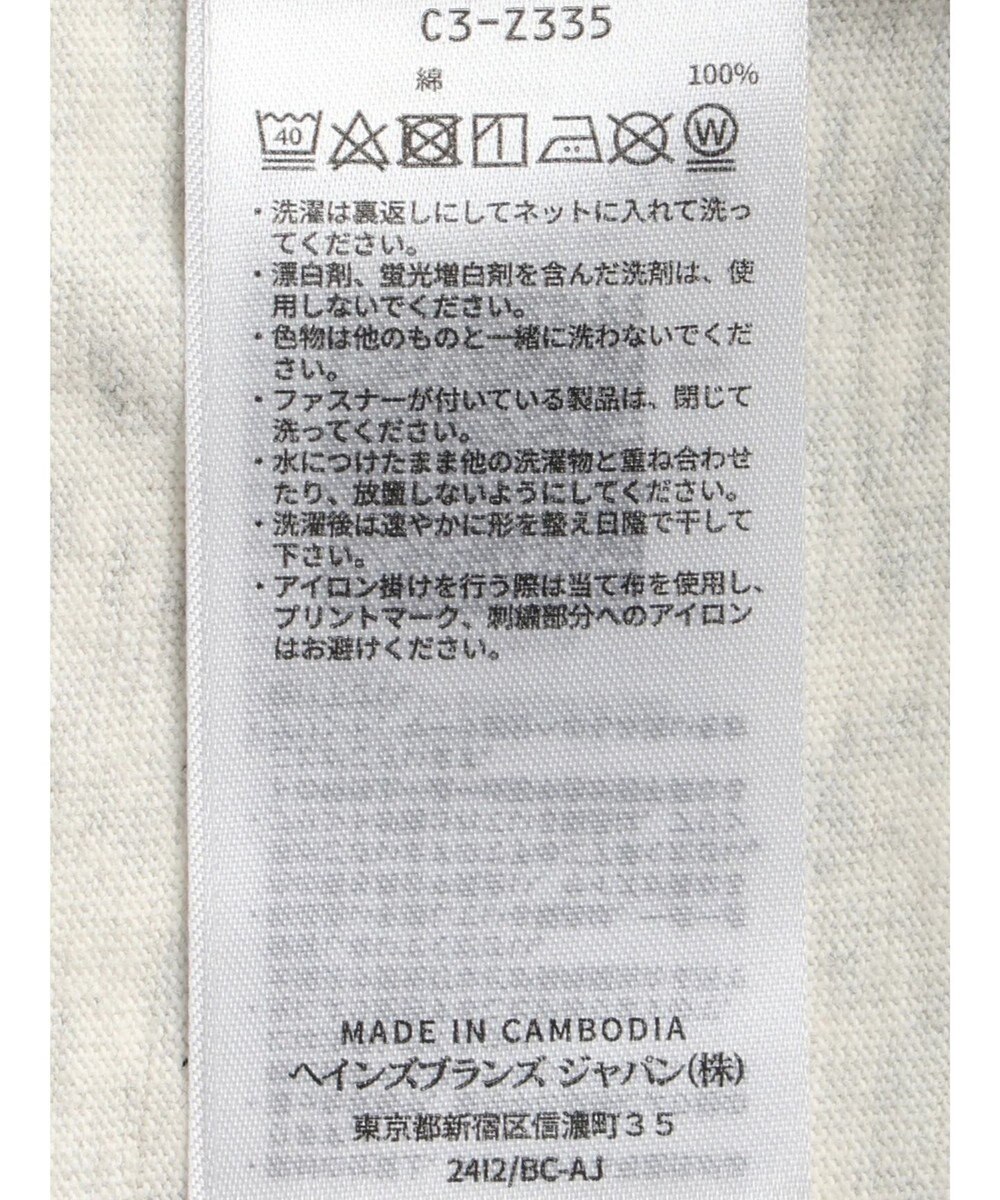 C3-Z335
綿 100%
40 W
・洗濯は裏返しにしてネットに入れて洗っ
てください。
・漂白剤、蛍光増白剤を含んだ洗剤は、使
用しないでください。
・色物は他のものと一緒に洗わないでくだ
さい。
・ファスナーが付いている製品は、閉じて
洗ってください。
・水につけたまま他の洗濯物と重ね合わせ
たり、放置しないようにしてください。
・洗濯後は速やかに形を整え日陰で干して
下さい。
・アイロン掛けを行う際は当て布を使用し、
プリントマーク、刺繍部分へのアイロン
はお避けください。
MADE IN CAMBODIA
ヘインズブランズ ジャパン(株)
東京都新宿区信濃町35
2412/BC-AJ